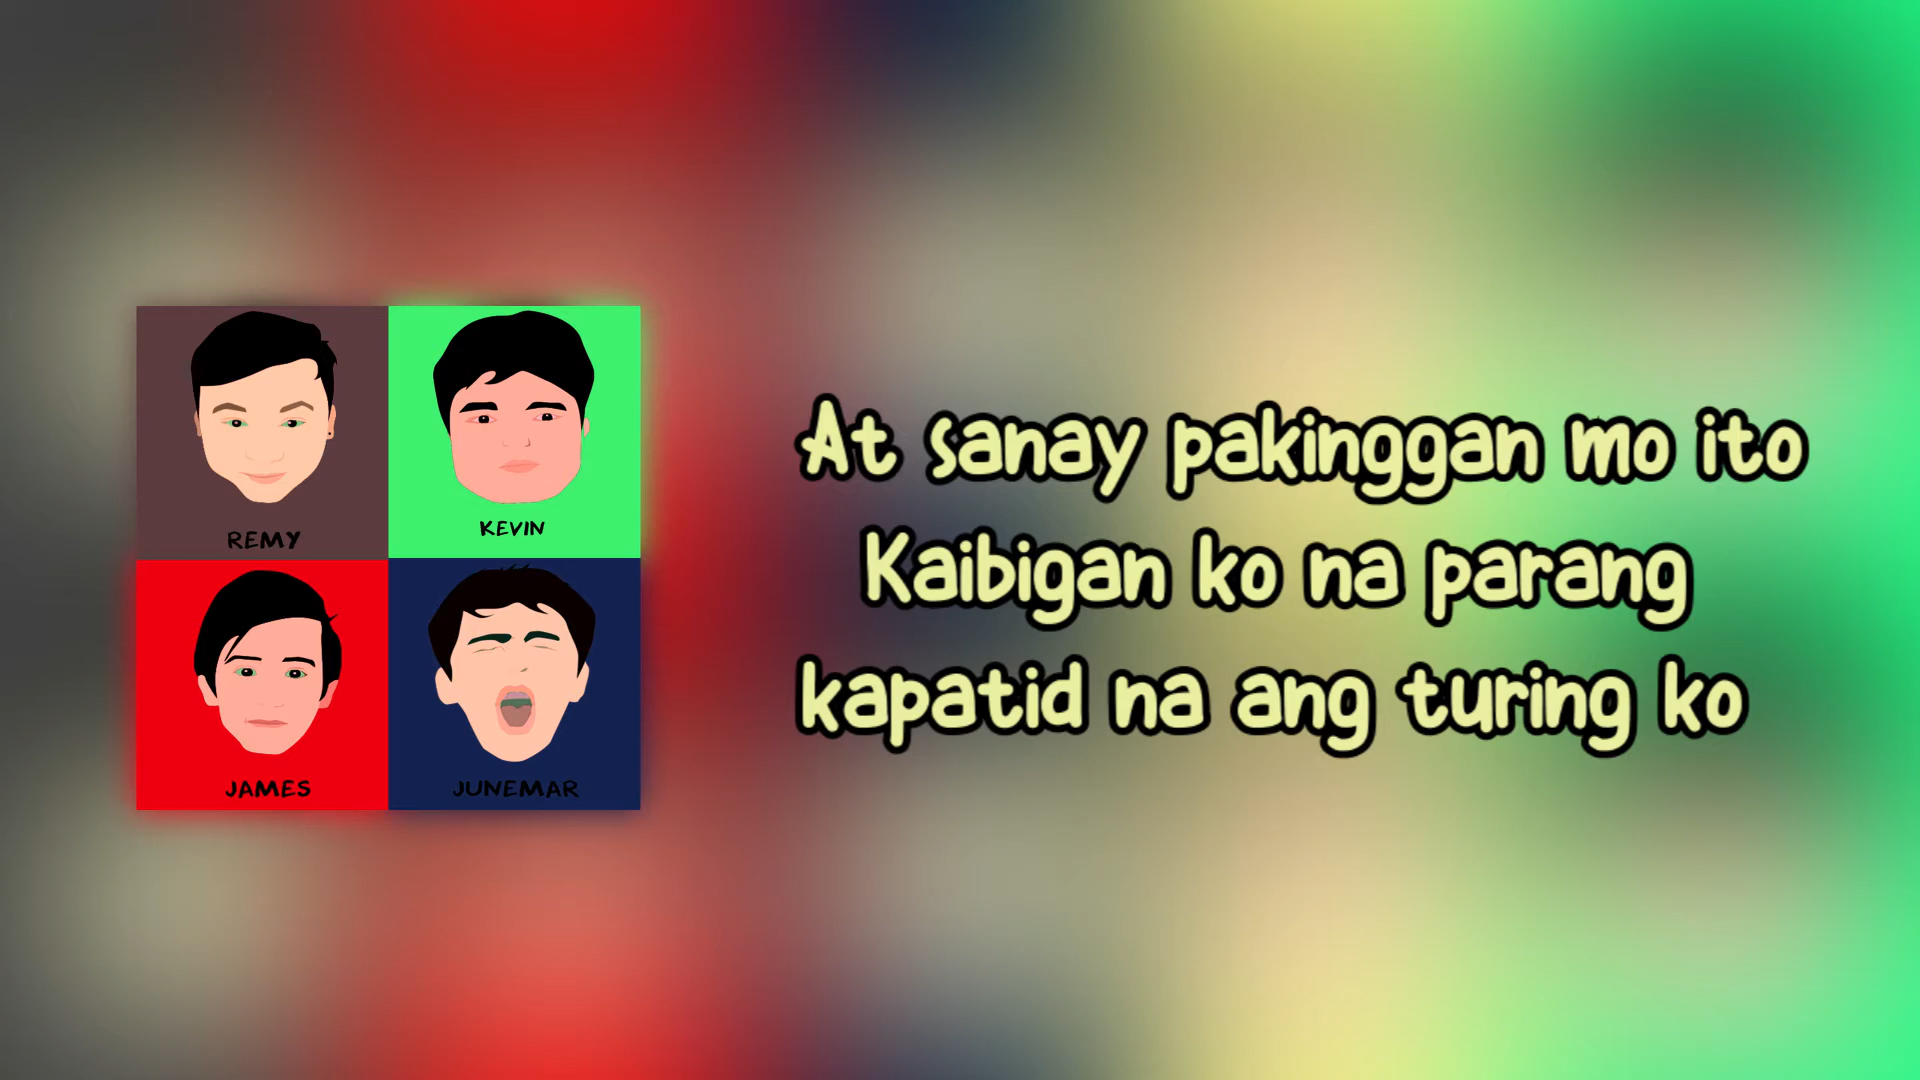 REMY
KEVIN
JAMES
JUNEMAR
At sanay pakinggan mo ito
Kaibigan ko na parang
kapatid na ang turing ko